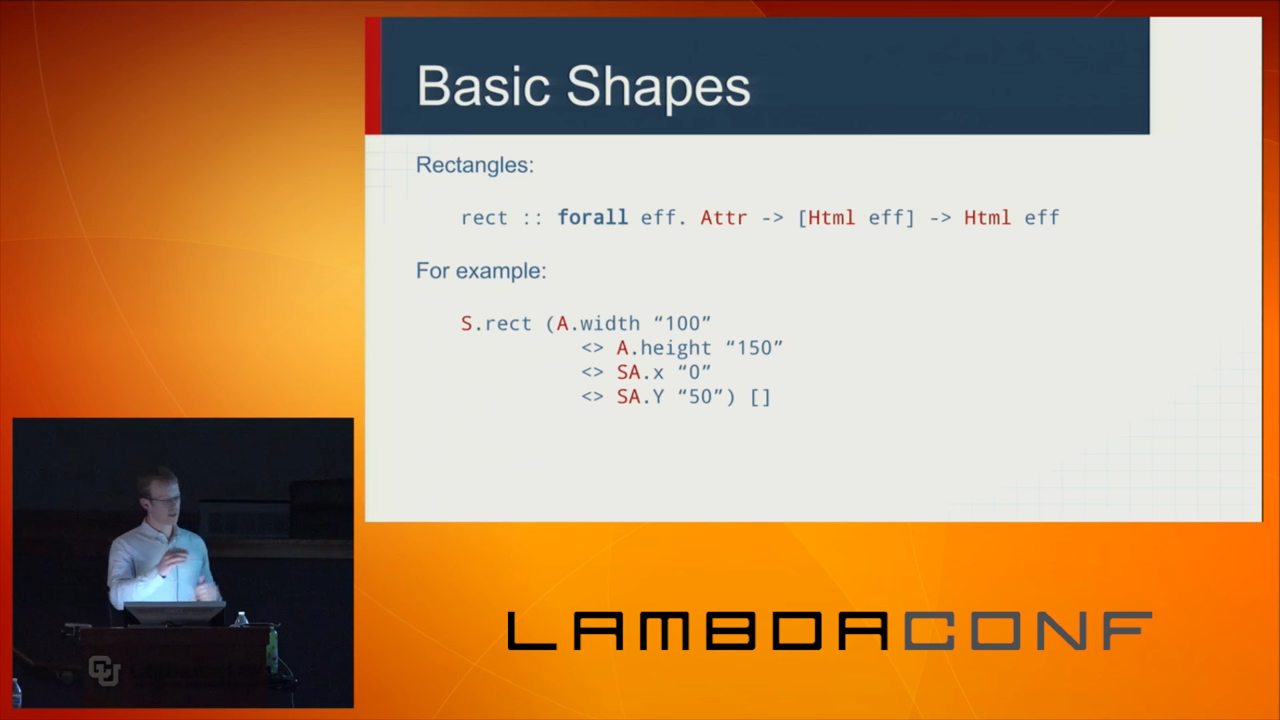 Basic Shapes
Rectangles:
rect :: forall eff. Attr -> [Html eff] -> Html eff
For example:
S.rect (A.width “100”
<> A.height “150”
<> SA.x “0”
<> SA.Y “50”) []
LAMBDACONF
CU